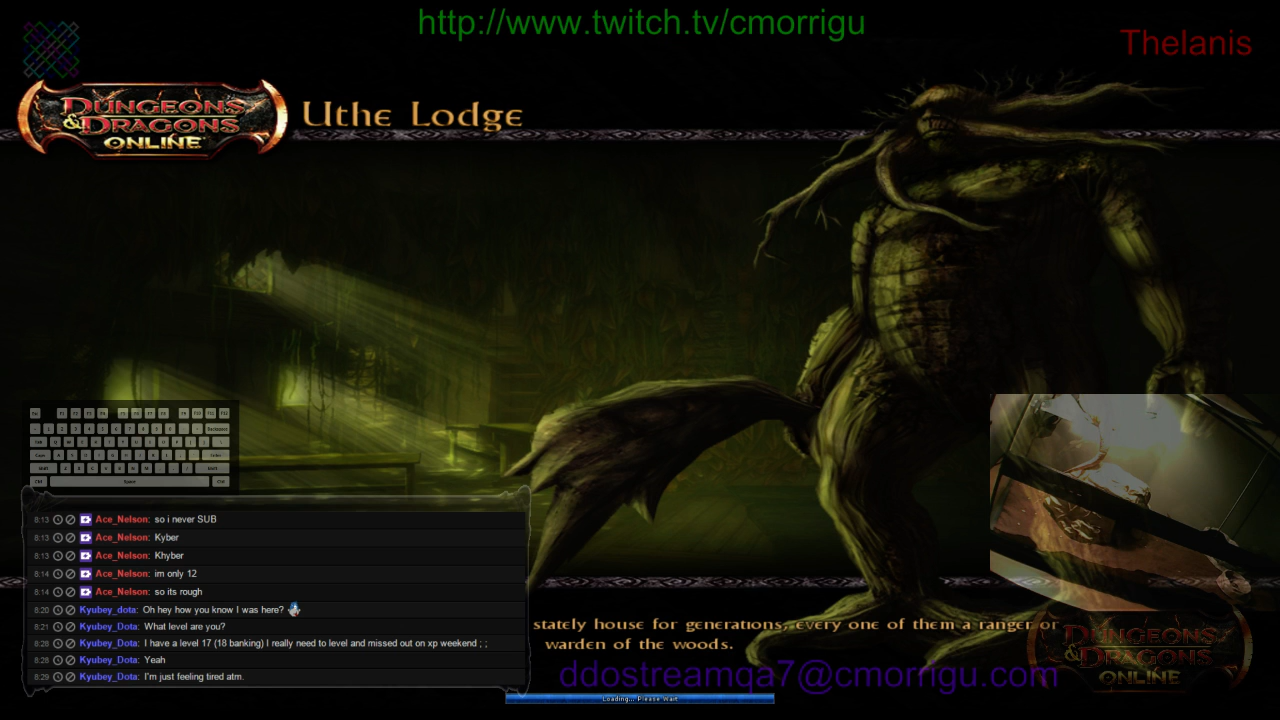 http://www.twitch.tv/cmorrigu
Thelanis
DUNGEONS
& DRAGONS
ONLINE
Uthe Lodge
8:13 Ace_Nelson: so i never SUB
8:13 Ace_Nelson: Kyber
8:13 Ace_Nelson: Khyber
8:14 Ace_Nelson: im only 12
8:14 Ace_Nelson: so its rough
8:20 Kyubey_dota: Oh hey how you know I was here?
8:21 Kyubey_Dota: What level are you?
8:28 Kyubey_Dota: I have a level 17 (18 banking) I really need to level and missed out on xp weekend ; ;
8:28 Kyubey_Dota: Yeah
8:29 Kyubey_Dota: I'm just feeling tired atm.
stately house for generations, every one of them a ranger or
warden of the woods.
DUNGEONS
& DRAGONS
ONLINE
ddostreamqa7@cmorrigu.com
Loading... Please Wait